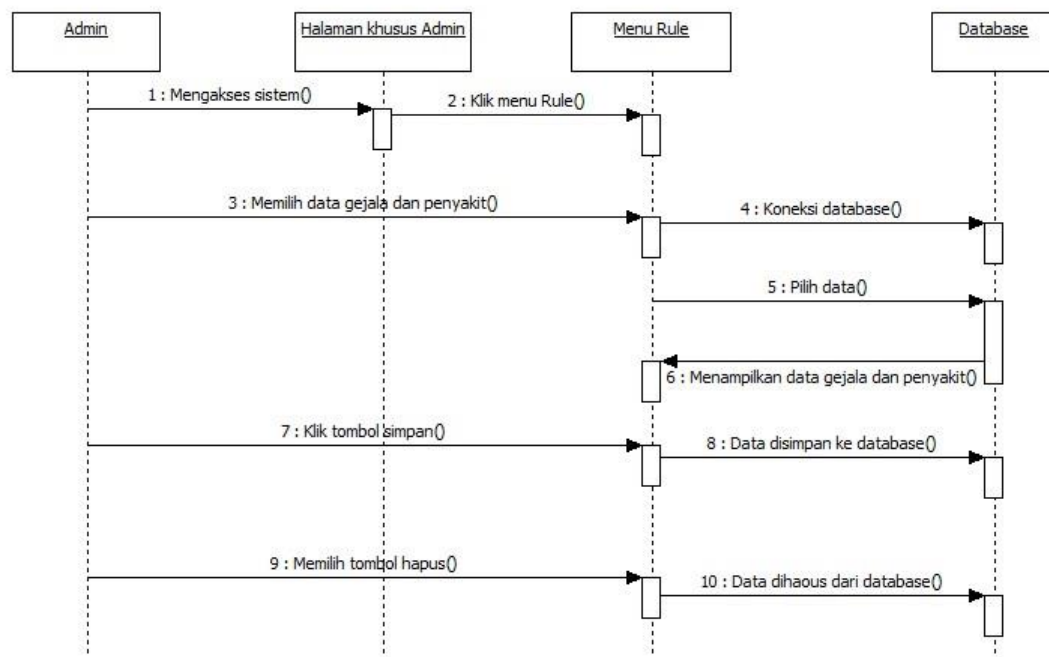 Admin
Halaman khusus Admin
Menu Rule
Database
1 : Mengakses sistem()
2 : Klik menu Rule()
3 : Memilih data gejala dan penyakit()
4 : Koneksi database()
5 : Pilih data()
6 : Menampilkan data gejala dan penyakit()
7 : Klik tombol simpan()
8 : Data disimpan ke database()
9 : Memilih tombol hapus()
10 : Data dihaous dari database()